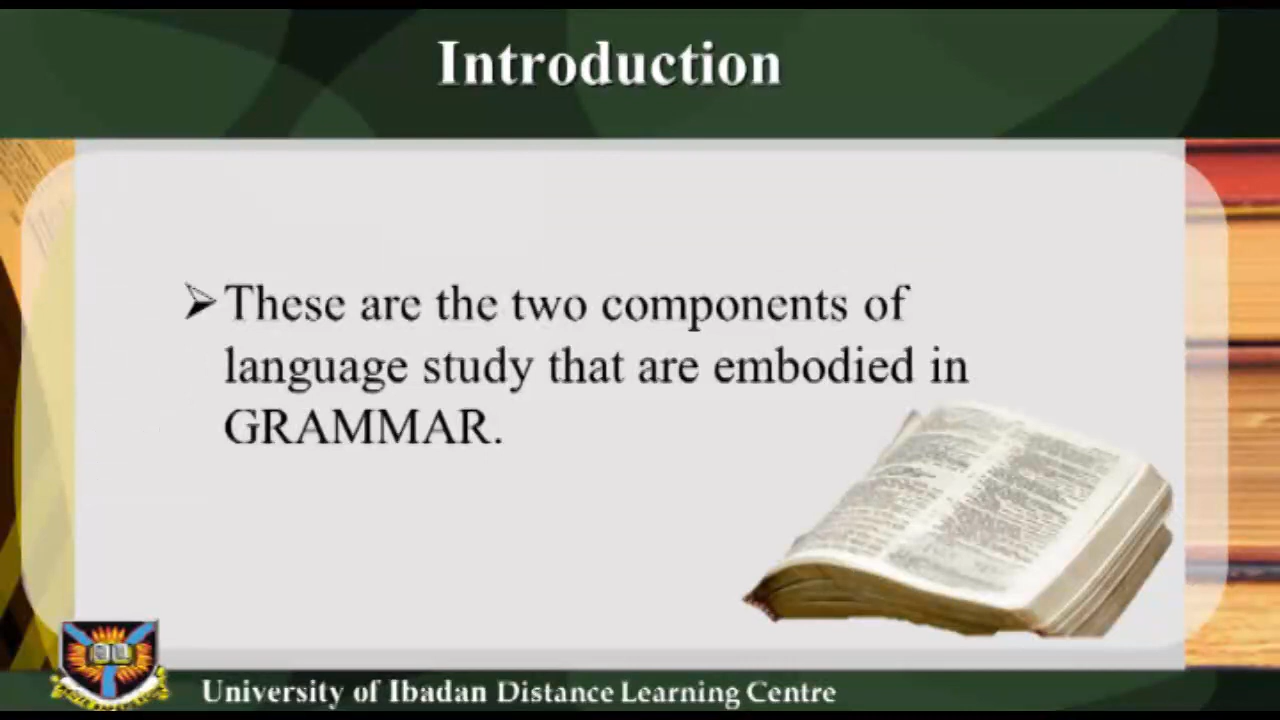 Introduction
➢These are the two components of
language study that are embodied in
GRAMMAR.
University of Ibadan Distance Learning Centre